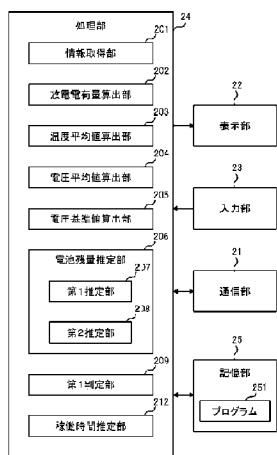 処理部
24
201
情報取得部
202
放電電荷量算出部
203
温度平均値算出部
204
電圧平均値算出部
205
電圧基準値算出部
206
電池残量推定部
207
第1推定部
208
第2推定部
209
第1判定部
212
稼働時間推定部
22
表示部
23
入力部
21
通信部
25
記憶部
251
プログラム